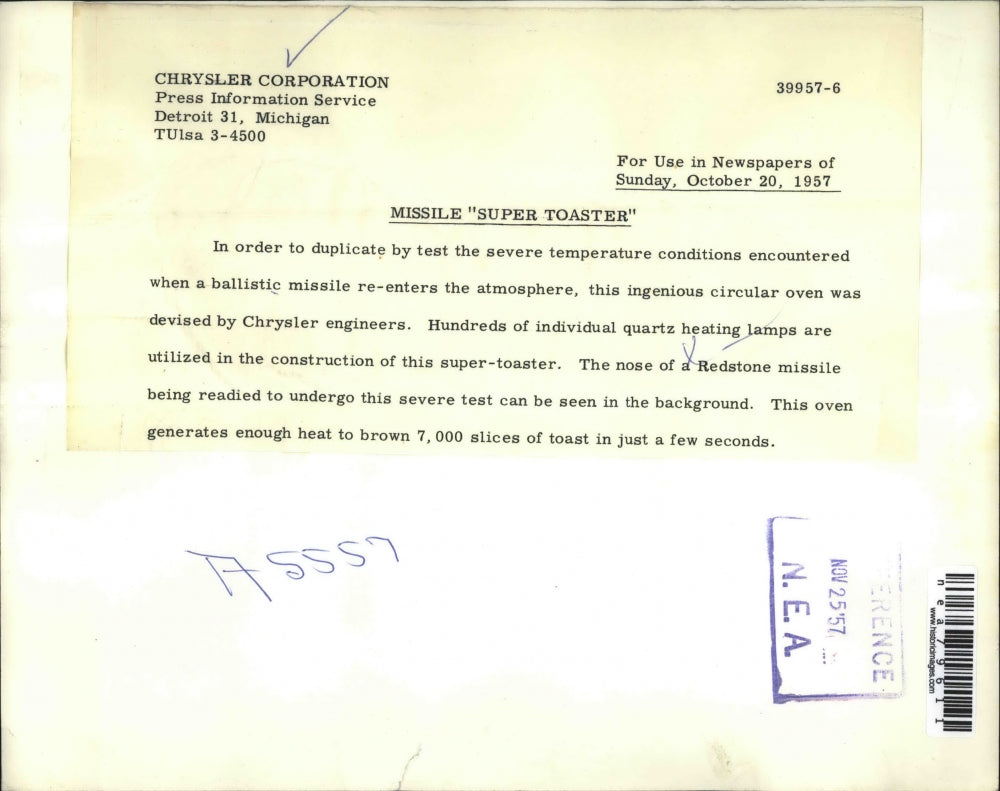 CHRYSLER CORPORATION
Press Information Service
Detroit 31, Michigan
TUlsa 3-4500
39957-6
For Use in Newspapers of
Sunday, October 20, 1957
MISSILE "SUPER TOASTER"
In order to duplicate by test the severe temperature conditions encountered
when a ballistic missile re-enters the atmosphere, this ingenious circular oven was
devised by Chrysler engineers. Hundreds of individual quartz heating lamps are
utilized in the construction of this super-toaster. The nose of a Redstone missile
being readied to undergo this severe test can be seen in the background. This oven
generates enough heat to brown 7,000 slices of toast in just a few seconds.
A5557
ERENCE
NOV 25'57
N.E.A.
nea79611
www.historicimages.com